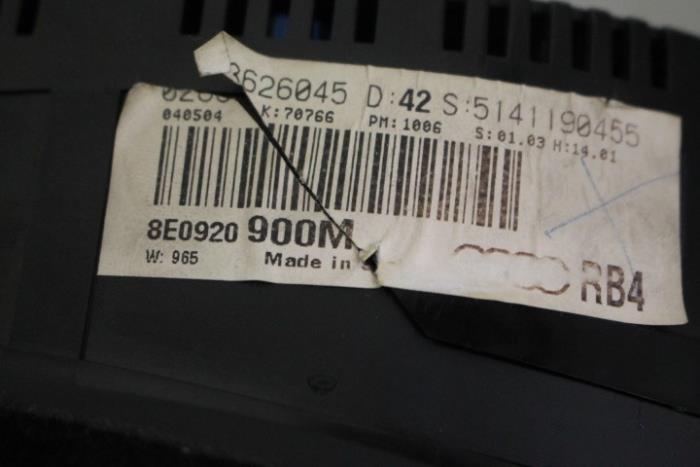 3626045 D:42 S:5141190455
040504 K:70766 PM:1006 S:01.03 H:14.01
8E0920 900M
W: 965 Made in RB4